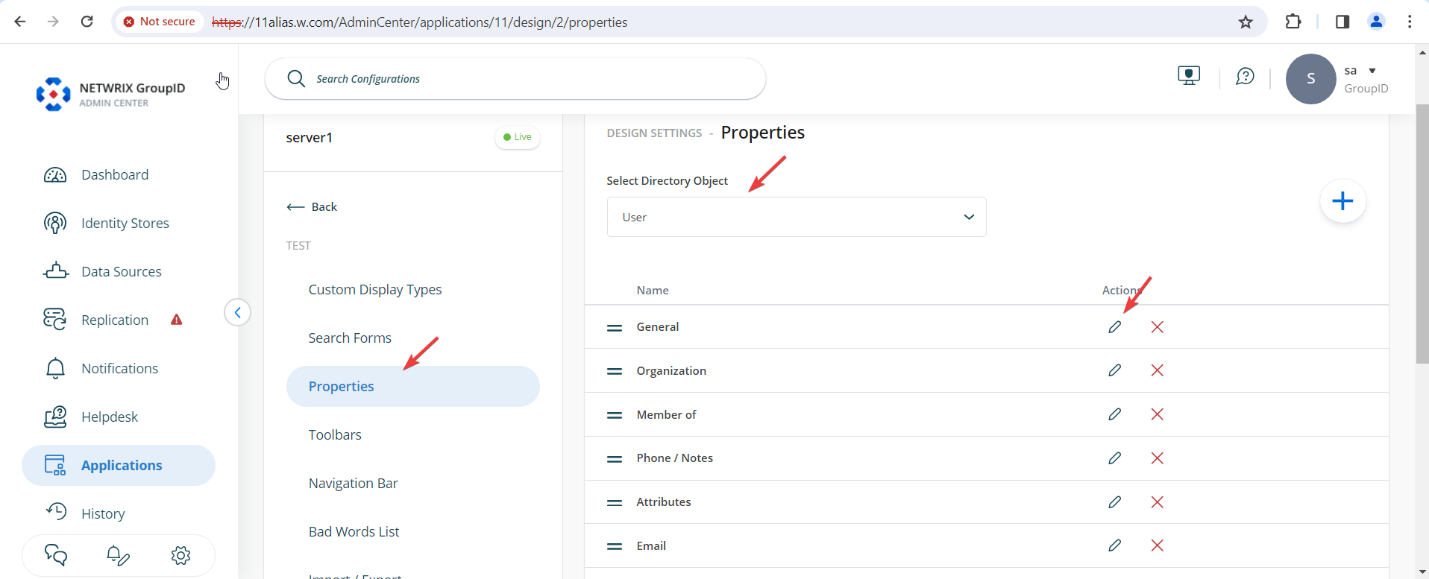 Not secure
https://11alias.w.com/AdminCenter/applications/11/design/2/properties
NETWRIX GroupID
ADMIN CENTER
Search Configurations
S
sa
GroupID
Dashboard
Identity Stores
Data Sources
Replication
Notifications
Helpdesk
Applications
History
server1
Live
Back
TEST
Custom Display Types
Search Forms
Properties
Toolbars
Navigation Bar
Bad Words List
Import / Export
DESIGN SETTINGS - Properties
Select Directory Object
User
Name Actions
General
Organization
Member of
Phone / Notes
Attributes
Email